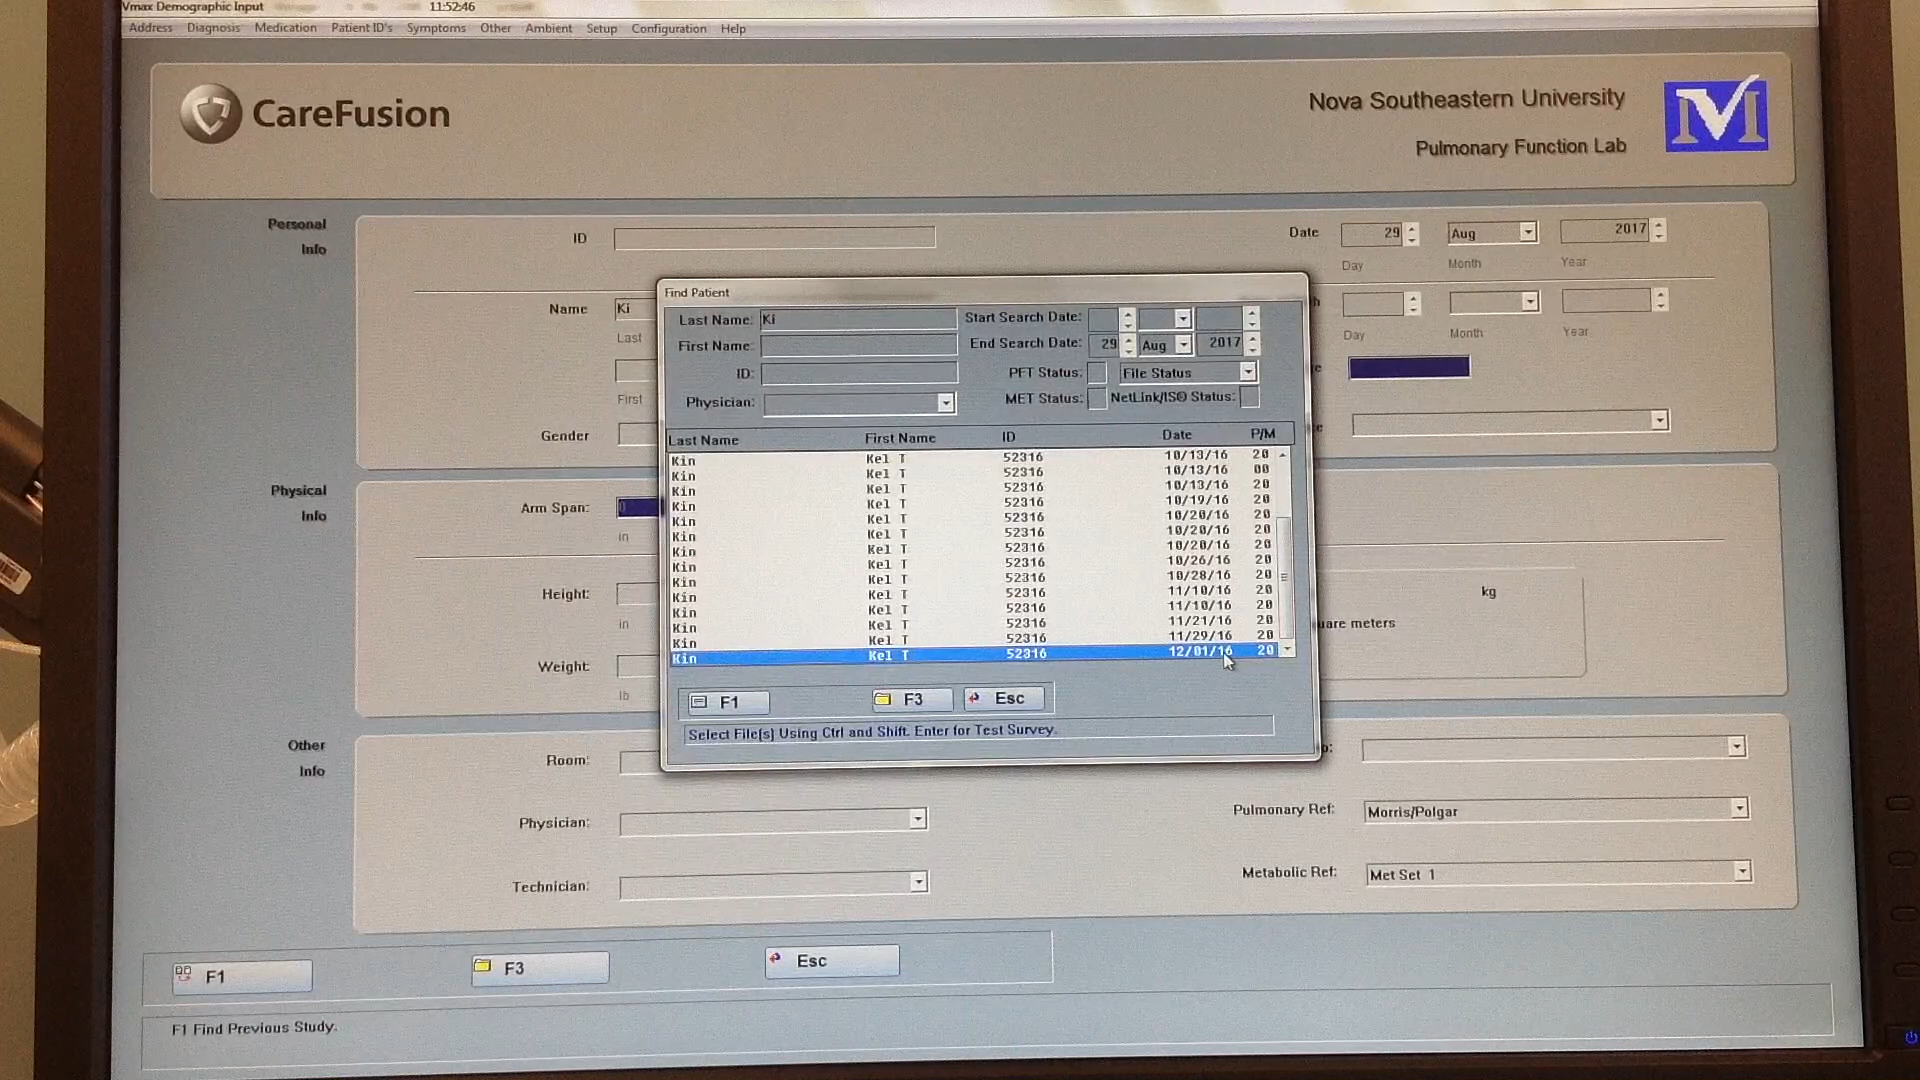 Vmax Demographic Input 11:52:46
Address Diagnosis Medication Patient ID's Symptoms Other Ambient Setup Configuration Help
CareFusion
Nova Southeastern University
Pulmonary Function Lab
VM
Personal
Info
ID
Date 29 Aug 2017
Day Month Year
Name Ki
Last
Day Month Year
First
Gender
Physical
Info
Arm Span: 0
in
Height:
in
kg
uare meters
Weight:
lb
Other
Info
Room:
Physician:
Technician:
Pulmonary Ref: Morris/Polgar
Metabolic Ref: Met Set 1
Find Patient
Last Name: Ki Start Search Date:
First Name: End Search Date: 29 Aug 2017
ID: PFT Status: File Status
Physician: MET Status: NetLink/IS® Status:
Last Name First Name ID Date P/M
Kin Kel T 52316 10/13/16 20
Kin Kel T 52316 10/13/16 00
Kin Kel T 52316 10/13/16 20
Kin Kel T 52316 10/19/16 20
Kin Kel T 52316 10/20/16 20
Kin Kel T 52316 10/20/16 20
Kin Kel T 52316 10/20/16 20
Kin Kel T 52316 10/26/16 20
Kin Kel T 52316 10/28/16 20
Kin Kel T 52316 11/10/16 20
Kin Kel T 52316 11/10/16 20
Kin Kel T 52316 11/21/16 20
Kin Kel T 52316 11/29/16 20
Kin Kel T 52316 12/01/16 20
F1 F3 Esc
Select File[s] Using Ctrl and Shift. Enter for Test Survey.
F1 F3 Esc
F1 Find Previous Study.